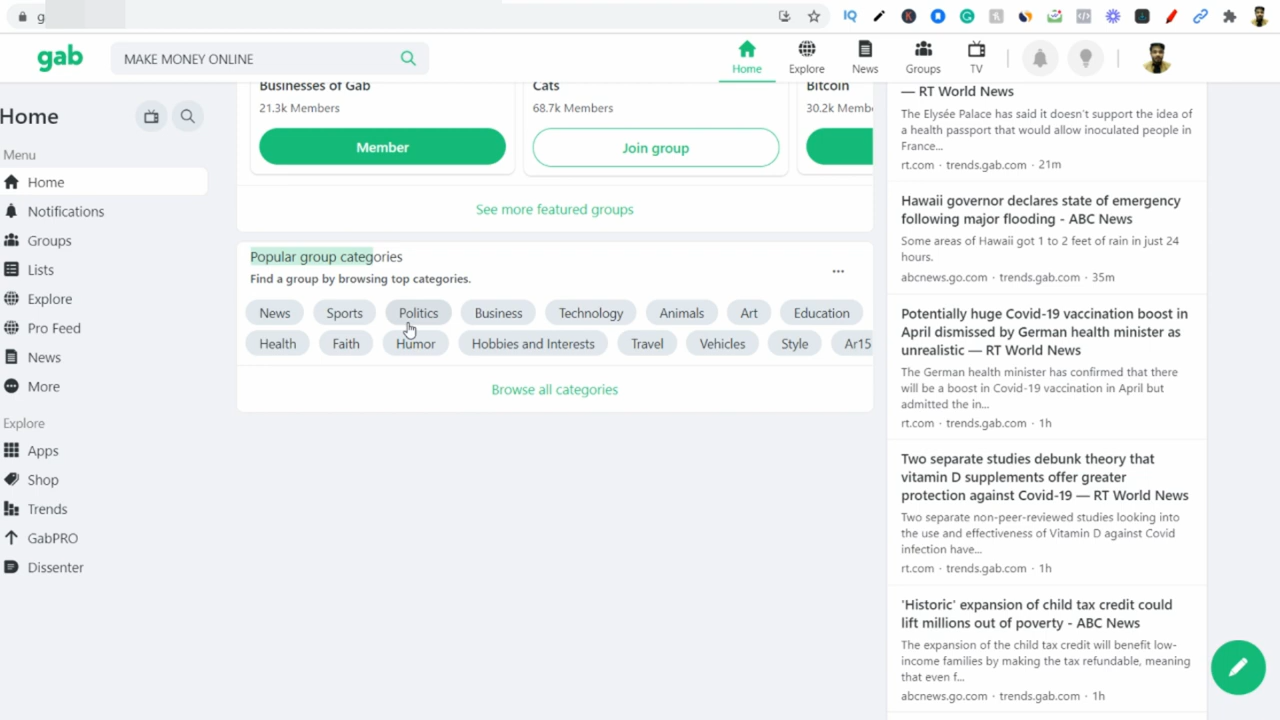 g
gab
MAKE MONEY ONLINE
Home
Explore
News
Groups
TV
Home
Menu
Home
Notifications
Groups
Lists
Explore
Pro Feed
News
More
Explore
Apps
Shop
Trends
GabPRO
Dissenter
Businesses of Gab
21.3k Members
Member
Cats
68.7k Members
Join group
Bitcoin
30.2k Memb
See more featured groups
Popular group categories
Find a group by browsing top categories.
News Sports Politics Business Technology Animals Art Education
Health Faith Humor Hobbies and Interests Travel Vehicles Style Ar15
Browse all categories
— RT World News
The Elysée Palace has said it doesn't support the idea of
a health passport that would allow inoculated people in
France...
rt.com · trends.gab.com · 21m
Hawaii governor declares state of emergency
following major flooding - ABC News
Some areas of Hawaii got 1 to 2 feet of rain in just 24
hours.
abcnews.go.com · trends.gab.com · 35m
Potentially huge Covid-19 vaccination boost in
April dismissed by German health minister as
unrealistic — RT World News
The German health minister has confirmed that there
will be a boost in Covid-19 vaccination in April but
admitted the in...
rt.com · trends.gab.com · 1h
Two separate studies debunk theory that
vitamin D supplements offer greater
protection against Covid-19 — RT World News
Two separate non-peer-reviewed studies looking into
the use and effectiveness of Vitamin D against Covid
infection have...
rt.com · trends.gab.com · 1h
'Historic' expansion of child tax credit could
lift millions out of poverty - ABC News
The expansion of the child tax credit will benefit low-
income families by making the tax refundable, meaning
that even f...
abcnews.go.com · trends.gab.com · 1h